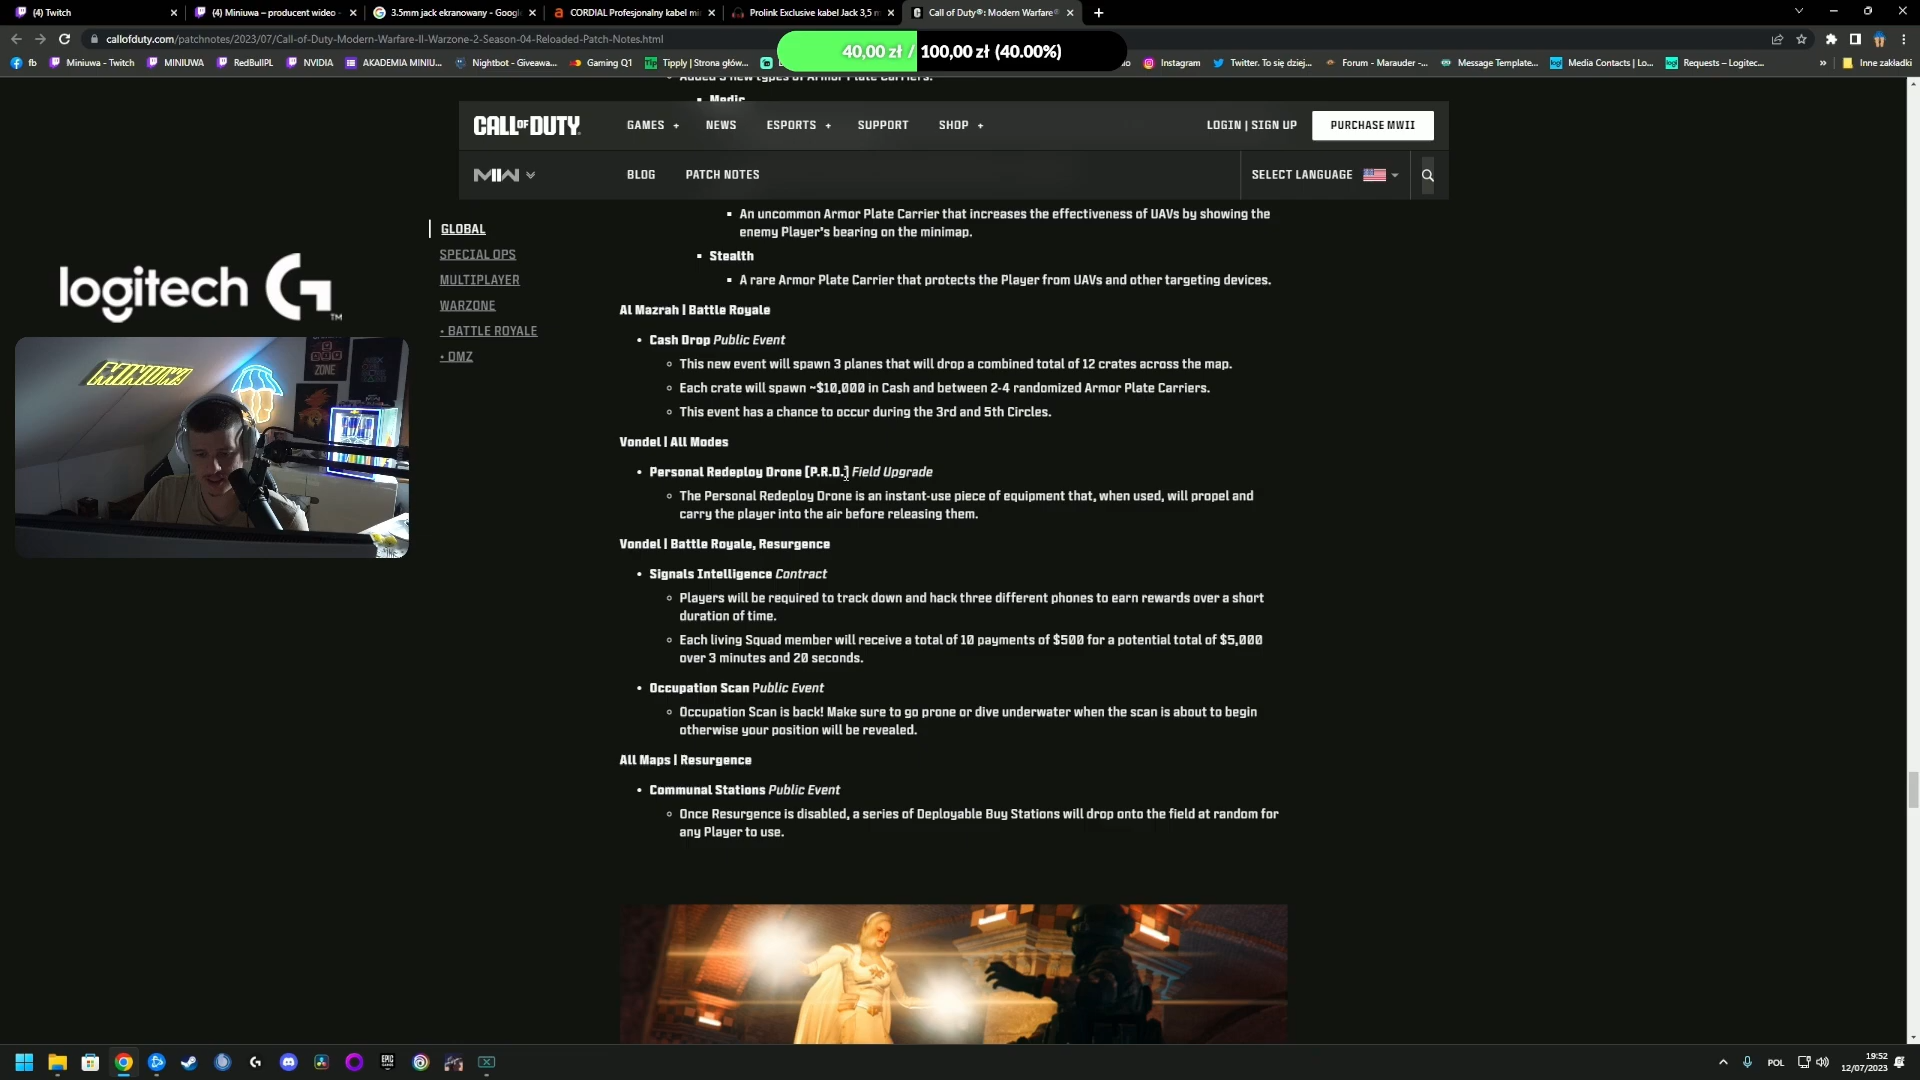 (4) Twitch
(4) Miniuwa – producent wideo -
3.5mm jack ekranowany - Googl
CORDIAL Profesjonalny kabel mi
Prolink Exclusive kabel Jack 3,5 m
Call of Duty®: Modern Warfare®
callofduty.com/patchnotes/2023/07/Call-of-Duty-Modern-Warfare-II-Warzone-2-Season-04-Reloaded-Patch-Notes.html
40,00 zł / 100,00 zł (40.00%)
fb
Miniuwa - Twitch
MINIUWA
RedBullPL
NVIDIA
AKADEMIA MINIU...
Nightbot - Giveawa...
Gaming Q1
Tipply | Strona głów...
Instagram
Twitter. To się dziej...
Forum - Marauder -...
Message Template...
Media Contacts | Lo...
Requests – Logitec...
Inne zakładki
Added 3 new types of Armor Plate Carriers.
▪ Medic
CALL OF DUTY
GAMES +
NEWS
ESPORTS +
SUPPORT
SHOP +
LOGIN | SIGN UP
PURCHASE MWII
MWII
BLOG
PATCH NOTES
SELECT LANGUAGE
GLOBAL
SPECIAL OPS
MULTIPLAYER
WARZONE
• BATTLE ROYALE
• DMZ
logitech G ™
MINIUWA
ZONE
▪ An uncommon Armor Plate Carrier that increases the effectiveness of UAVs by showing the
enemy Player's bearing on the minimap.
▪ Stealth
▪ A rare Armor Plate Carrier that protects the Player from UAVs and other targeting devices.
Al Mazrah | Battle Royale
• Cash Drop Public Event
◦ This new event will spawn 3 planes that will drop a combined total of 12 crates across the map.
◦ Each crate will spawn ~$10,000 in Cash and between 2-4 randomized Armor Plate Carriers.
◦ This event has a chance to occur during the 3rd and 5th Circles.
Vondel | All Modes
• Personal Redeploy Drone [P.R.D.] Field Upgrade
◦ The Personal Redeploy Drone is an instant-use piece of equipment that, when used, will propel and
carry the player into the air before releasing them.
Vondel | Battle Royale, Resurgence
• Signals Intelligence Contract
◦ Players will be required to track down and hack three different phones to earn rewards over a short
duration of time.
◦ Each living Squad member will receive a total of 10 payments of $500 for a potential total of $5,000
over 3 minutes and 20 seconds.
• Occupation Scan Public Event
◦ Occupation Scan is back! Make sure to go prone or dive underwater when the scan is about to begin
otherwise your position will be revealed.
All Maps | Resurgence
• Communal Stations Public Event
◦ Once Resurgence is disabled, a series of Deployable Buy Stations will drop onto the field at random for
any Player to use.
POL
19:52
12/07/2023